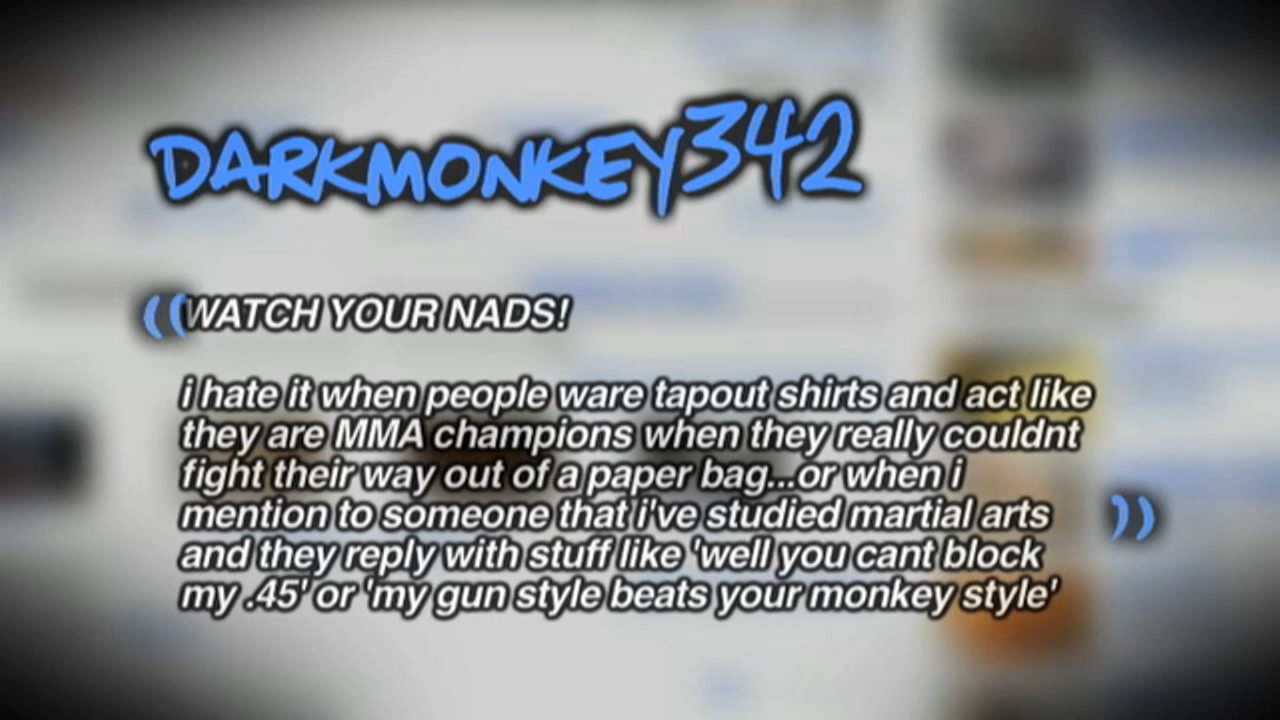 DARKMONKEY342
((WATCH YOUR NADS!
i hate it when people ware tapout shirts and act like
they are MMA champions when they really couldnt
fight their way out of a paper bag...or when i
mention to someone that i've studied martial arts ))
and they reply with stuff like 'well you cant block
my .45' or 'my gun style beats your monkey style'